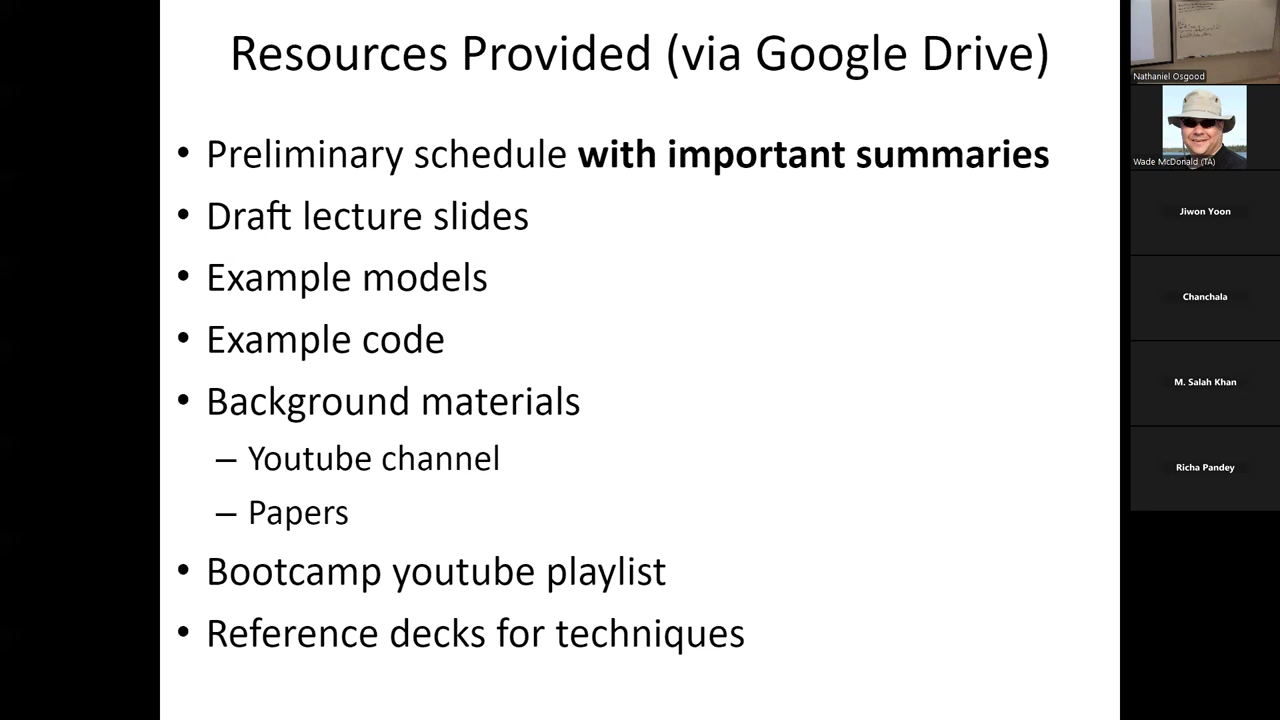 Resources Provided (via Google Drive)
• Preliminary schedule with important summaries
• Draft lecture slides
• Example models
• Example code
• Background materials
– Youtube channel
– Papers
• Bootcamp youtube playlist
• Reference decks for techniques
Nathaniel Osgood
Wade McDonald (TA)
Jiwon Yoon
Chanchala
M. Salah Khan
Richa Pandey